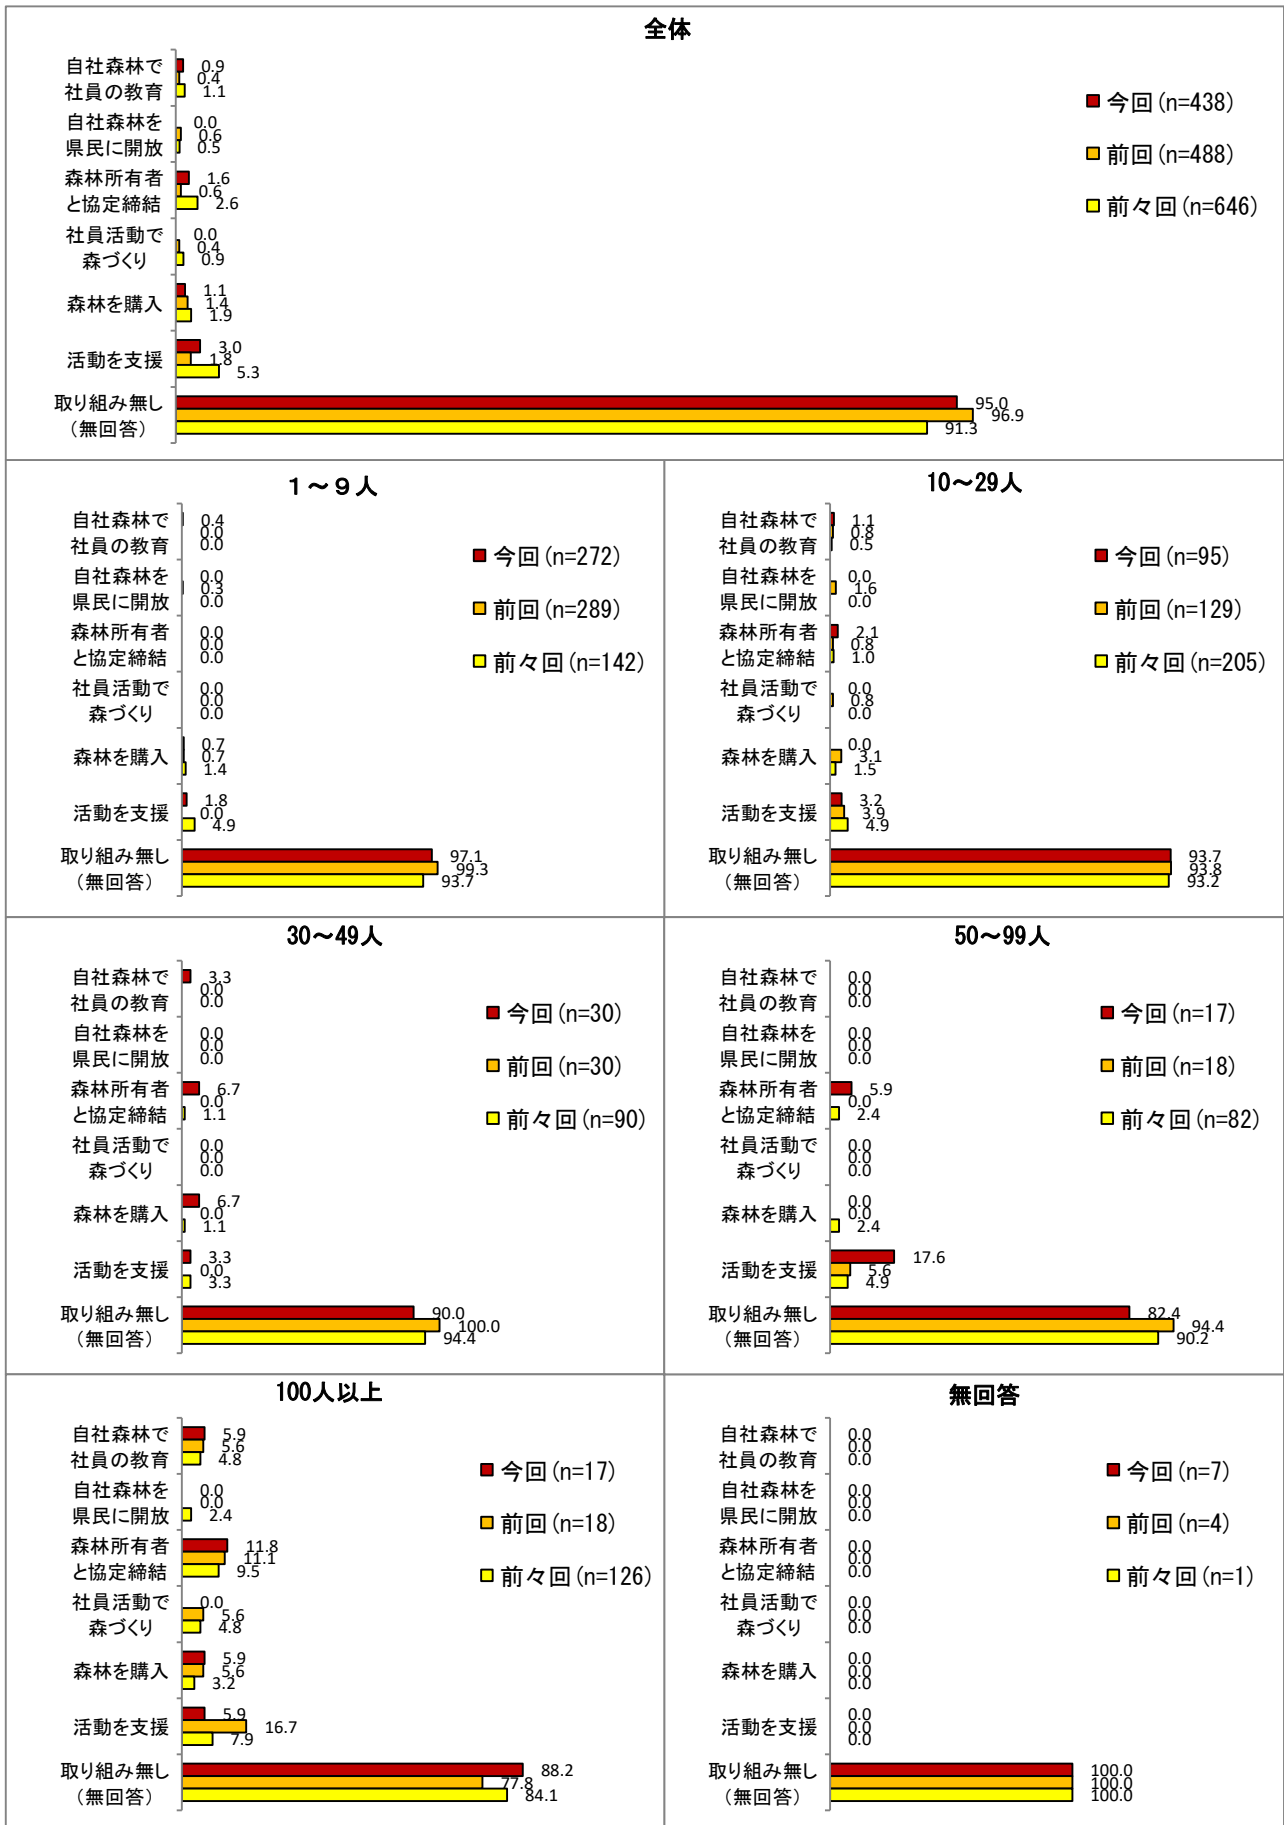 全体
自社森林で
社員の教育
0.9
0.4
1.1
自社森林を
県民に開放
0.0
0.6
0.5
森林所有者
と協定締結
1.6
0.6
2.6
社員活動で
森づくり
0.0
0.4
0.9
森林を購入
1.1
1.4
1.9
活動を支援
3.0
1.8
5.3
取り組み無し
（無回答）
95.0
96.9
91.3
今回(n=438)
前回(n=488)
前々回(n=646)
１～９人
自社森林で
社員の教育
0.4
0.0
0.0
自社森林を
県民に開放
0.0
0.3
0.0
森林所有者
と協定締結
0.0
0.0
0.0
社員活動で
森づくり
0.0
0.0
0.0
森林を購入
0.7
0.7
1.4
活動を支援
1.8
0.0
4.9
取り組み無し
（無回答）
97.1
99.3
93.7
今回(n=272)
前回(n=289)
前々回(n=142)
10～29人
自社森林で
社員の教育
1.1
0.8
0.5
自社森林を
県民に開放
0.0
1.6
0.0
森林所有者
と協定締結
2.1
0.8
1.0
社員活動で
森づくり
0.0
0.8
0.0
森林を購入
0.0
3.1
1.5
活動を支援
3.2
3.9
4.9
取り組み無し
（無回答）
93.7
93.8
93.2
今回(n=95)
前回(n=129)
前々回(n=205)
30～49人
自社森林で
社員の教育
3.3
0.0
0.0
自社森林を
県民に開放
0.0
0.0
0.0
森林所有者
と協定締結
6.7
0.0
1.1
社員活動で
森づくり
0.0
0.0
0.0
森林を購入
6.7
0.0
1.1
活動を支援
3.3
0.0
3.3
取り組み無し
（無回答）
90.0
100.0
94.4
今回(n=30)
前回(n=30)
前々回(n=90)
50～99人
自社森林で
社員の教育
0.0
0.0
0.0
自社森林を
県民に開放
0.0
0.0
0.0
森林所有者
と協定締結
5.9
0.0
2.4
社員活動で
森づくり
0.0
0.0
0.0
森林を購入
0.0
0.0
2.4
活動を支援
17.6
5.6
4.9
取り組み無し
（無回答）
82.4
94.4
90.2
今回(n=17)
前回(n=18)
前々回(n=82)
100人以上
自社森林で
社員の教育
5.9
5.6
4.8
自社森林を
県民に開放
0.0
0.0
2.4
森林所有者
と協定締結
11.8
11.1
9.5
社員活動で
森づくり
0.0
5.6
4.8
森林を購入
5.9
5.6
3.2
活動を支援
5.9
16.7
7.9
取り組み無し
（無回答）
88.2
77.8
84.1
今回(n=17)
前回(n=18)
前々回(n=126)
無回答
自社森林で
社員の教育
0.0
0.0
0.0
自社森林を
県民に開放
0.0
0.0
0.0
森林所有者
と協定締結
0.0
0.0
0.0
社員活動で
森づくり
0.0
0.0
0.0
森林を購入
0.0
0.0
0.0
活動を支援
0.0
0.0
0.0
取り組み無し
（無回答）
100.0
100.0
100.0
今回(n=7)
前回(n=4)
前々回(n=1)